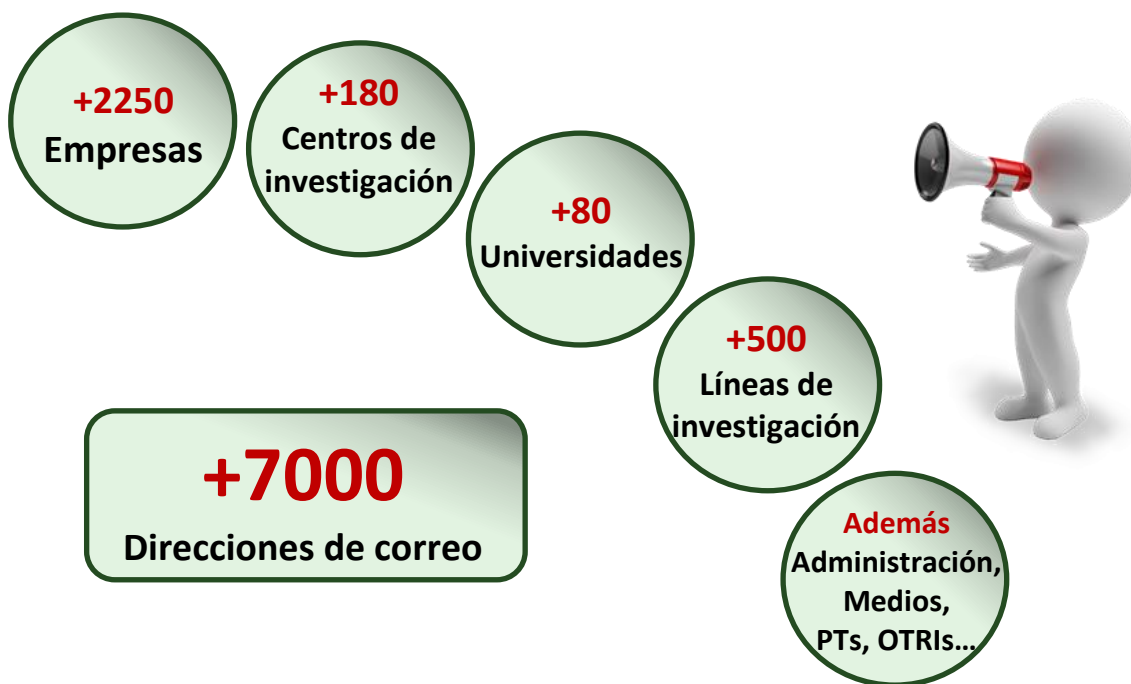 +2250
Empresas
+180
Centros de
investigación
+80
Universidades
+500
Líneas de
investigación
+7000
Direcciones de correo
Además
Administración,
Medios,
PTs, OTRIs...